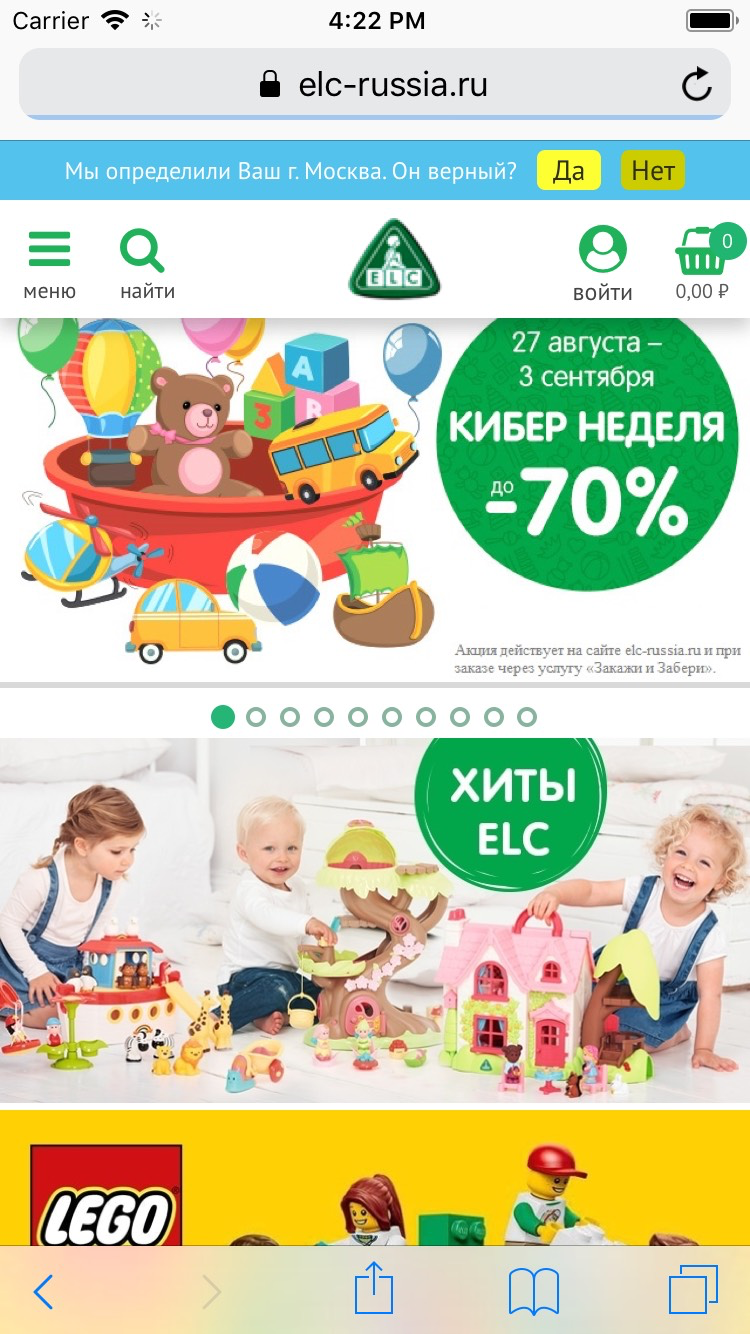 Carrier 4:22 PM
elc-russia.ru
Мы определили Ваш г. Москва. Он верный? Да Нет
ELC
0
меню найти войти 0,00 ₽
27 августа –
3 сентября
КИБЕР НЕДЕЛЯ
до
-70%
A
B
3
Акция действует на сайте elc-russia.ru и при
заказе через услугу «Закажи и Забери».
ХИТЫ
ELC
LEGO